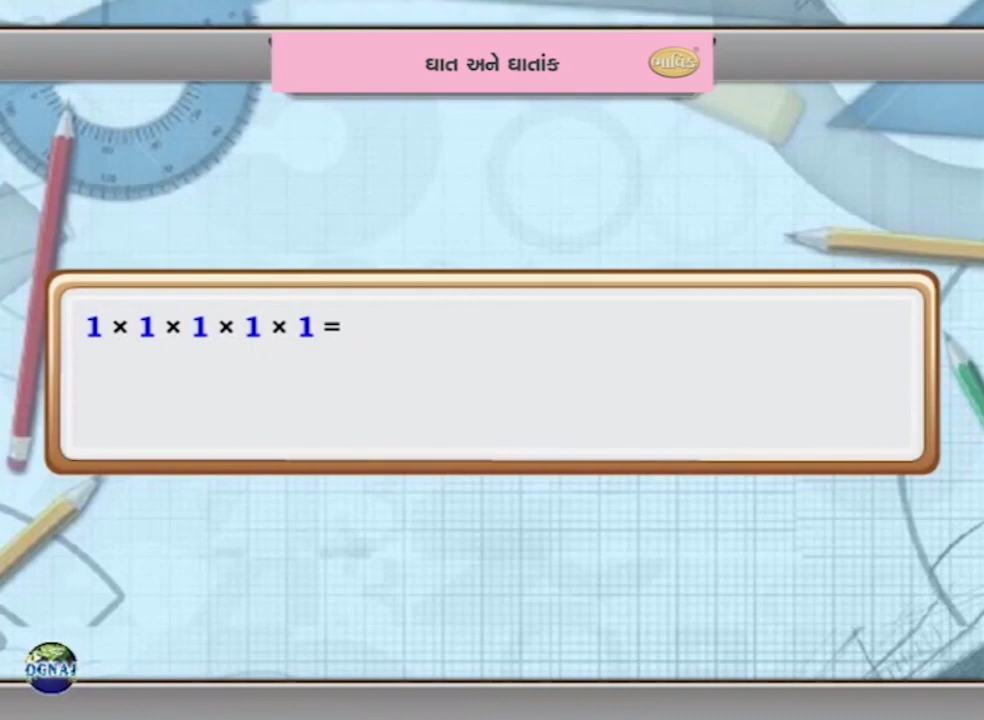 ઘાત અને ઘાતાંક
ભાવિક
1 × 1 × 1 × 1 × 1 =